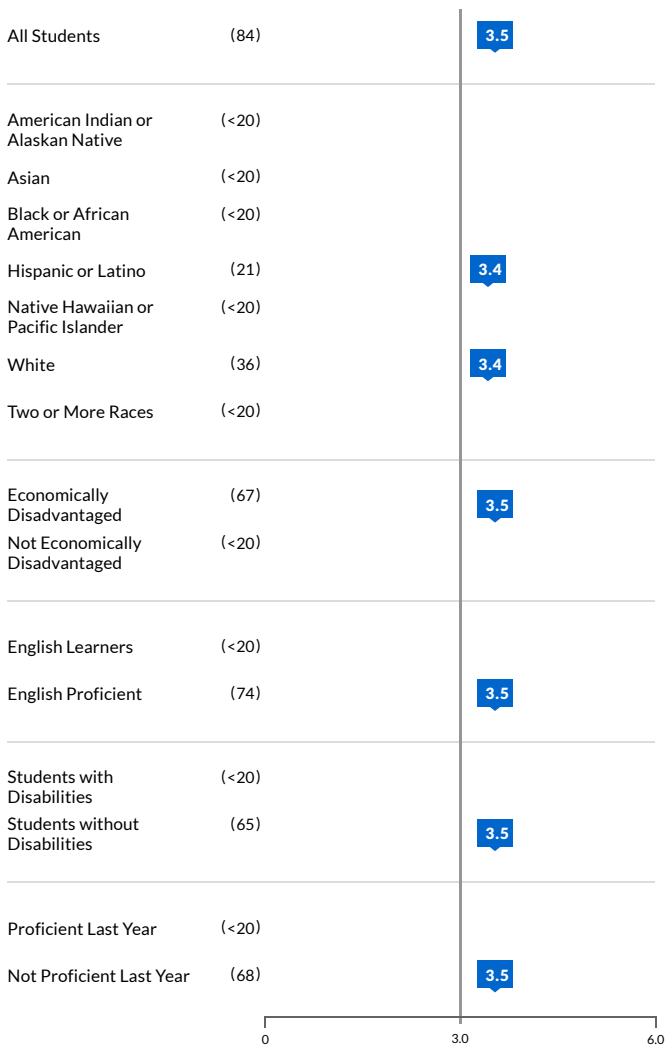 All Students (84) 3.5
American Indian or (<20)
Alaskan Native
Asian (<20)
Black or African (<20)
American
Hispanic or Latino (21) 3.4
Native Hawaiian or (<20)
Pacific Islander
White (36) 3.4
Two or More Races (<20)
Economically (67) 3.5
Disadvantaged
Not Economically (<20)
Disadvantaged
English Learners (<20)
English Proficient (74) 3.5
Students with (<20)
Disabilities
Students without (65) 3.5
Disabilities
Proficient Last Year (<20)
Not Proficient Last Year (68) 3.5
0 3.0 6.0